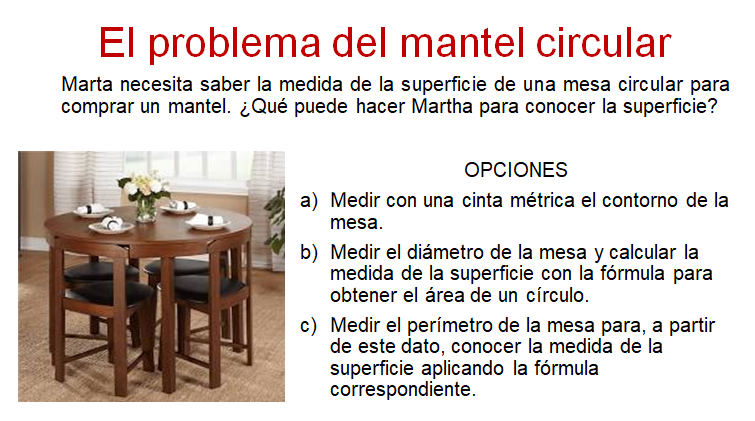 El problema del mantel circular
Marta necesita saber la medida de la superficie de una mesa circular para
comprar un mantel. ¿Qué puede hacer Martha para conocer la superficie?
OPCIONES
a) Medir con una cinta métrica el contorno de la
mesa.
b) Medir el diámetro de la mesa y calcular la
medida de la superficie con la fórmula para
obtener el área de un círculo.
c) Medir el perímetro de la mesa para, a partir
de este dato, conocer la medida de la
superficie aplicando la fórmula
correspondiente.